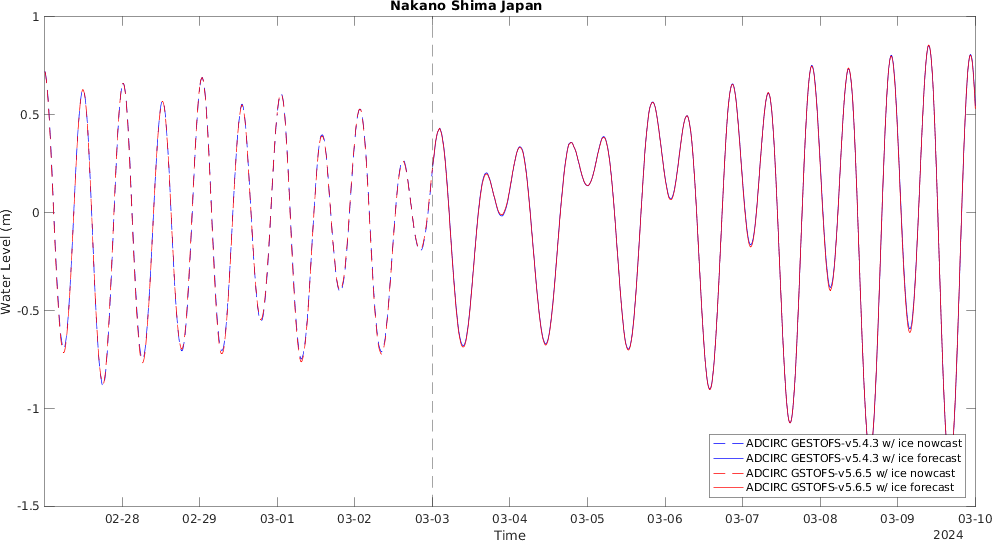 Nakano Shima Japan
1
0.5
0
-0.5
-1
-1.5
Water Level (m)
ADCIRC GESTOFS-v5.4.3 w/ ice nowcast
ADCIRC GESTOFS-v5.4.3 w/ ice forecast
ADCIRC GSTOFS-v5.6.5 w/ ice nowcast
ADCIRC GSTOFS-v5.6.5 w/ ice forecast
02-28 02-29 03-01 03-02 03-03 03-04 03-05 03-06 03-07 03-08 03-09 03-10
Time
2024